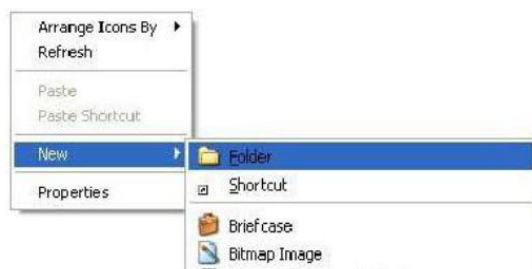 Arrange Icons By
Refresh
Paste
Paste Shortcut
New
Properties
Folder
Shortcut
Briefcase
Bitmap Image